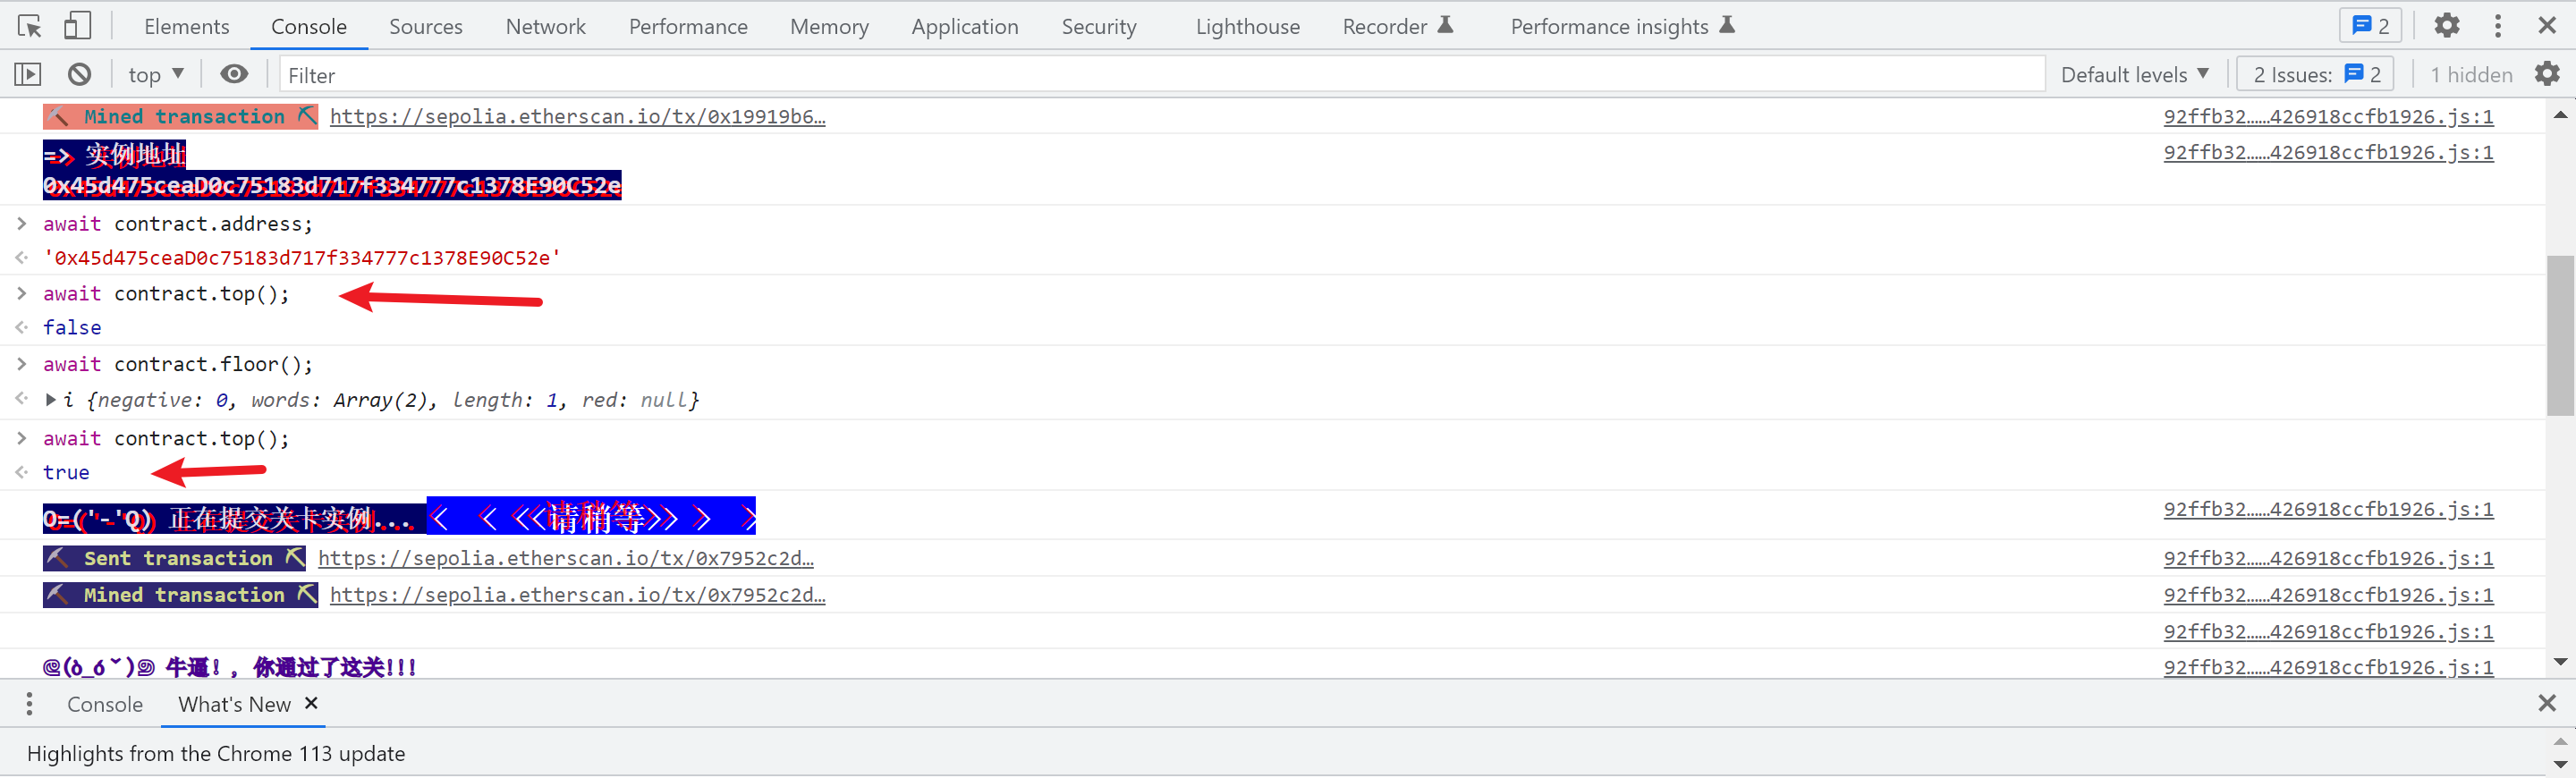 Elements Console Sources Network Performance Memory Application Security Lighthouse Recorder Performance insights 2
top Filter Default levels 2 Issues: 2 1 hidden
Mined transaction https://sepolia.etherscan.io/tx/0x19919b6… 92ffb32……426918ccfb1926.js:1
=> 实例地址 92ffb32……426918ccfb1926.js:1
0x45d475ceaD0c75183d717f334777c1378E90C52e
> await contract.address;
'0x45d475ceaD0c75183d717f334777c1378E90C52e'
> await contract.top();
false
> await contract.floor();
i {negative: 0, words: Array(2), length: 1, red: null}
> await contract.top();
true
O=('-'Q) 正在提交关卡实例... < < <<请稍等>> > > 92ffb32……426918ccfb1926.js:1
Sent transaction https://sepolia.etherscan.io/tx/0x7952c2d… 92ffb32……426918ccfb1926.js:1
Mined transaction https://sepolia.etherscan.io/tx/0x7952c2d… 92ffb32……426918ccfb1926.js:1
92ffb32……426918ccfb1926.js:1
๕(ò_óˇ)๑ 牛逼!, 你通过了这关!!! 92ffb32……426918ccfb1926.js:1
Console What's New
Highlights from the Chrome 113 update